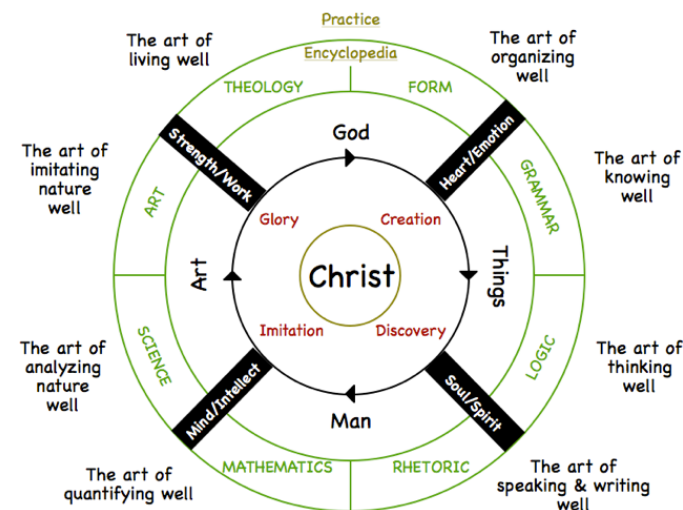 Practice
Encyclopedia
The art of
living well
The art of
organizing
well
THEOLOGY
FORM
God
Strength/Work
Heart/Emotion
The art of
imitating
nature
well
The art of
knowing
well
ART
GRAMMAR
Glory
Creation
Art
Christ
Things
Imitation
Discovery
SCIENCE
LOGIC
The art of
analyzing
nature
well
The art of
thinking
well
Mind/Intellect
Soul/Spirit
Man
MATHEMATICS
RHETORIC
The art of
quantifying well
The art of
speaking & writing
well